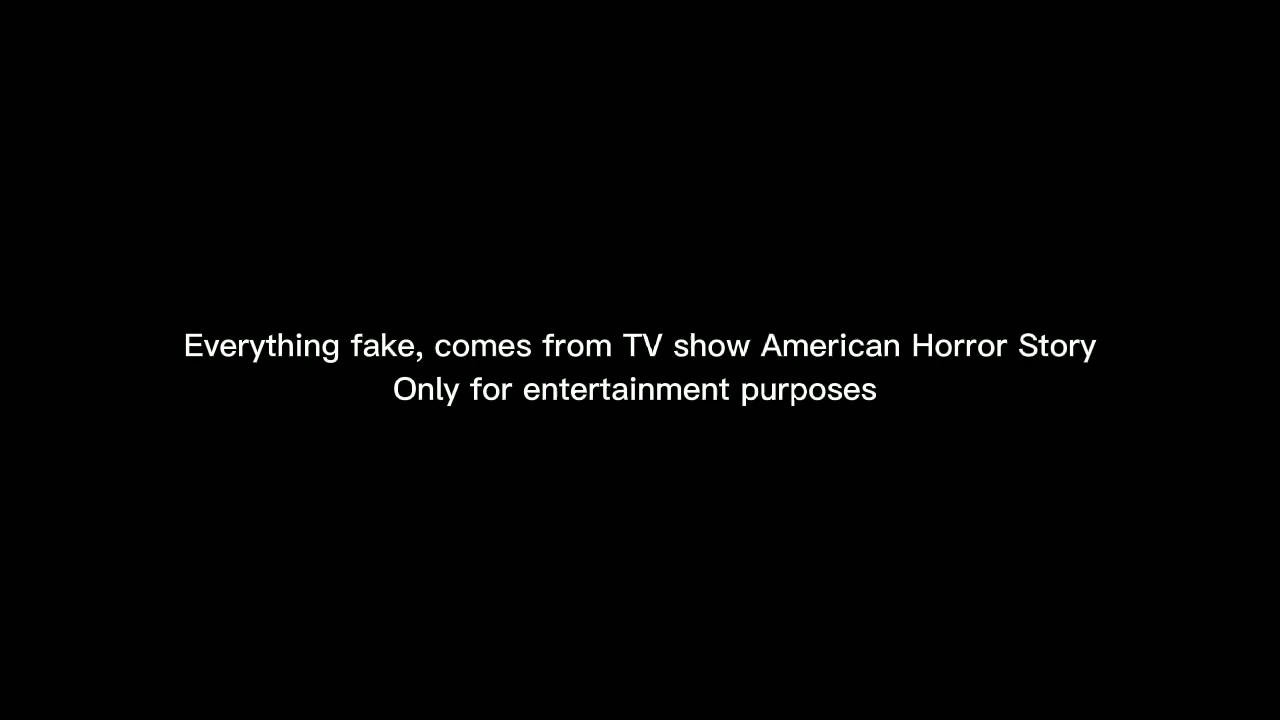 Everything fake, comes from TV show American Horror Story
Only for entertainment purposes